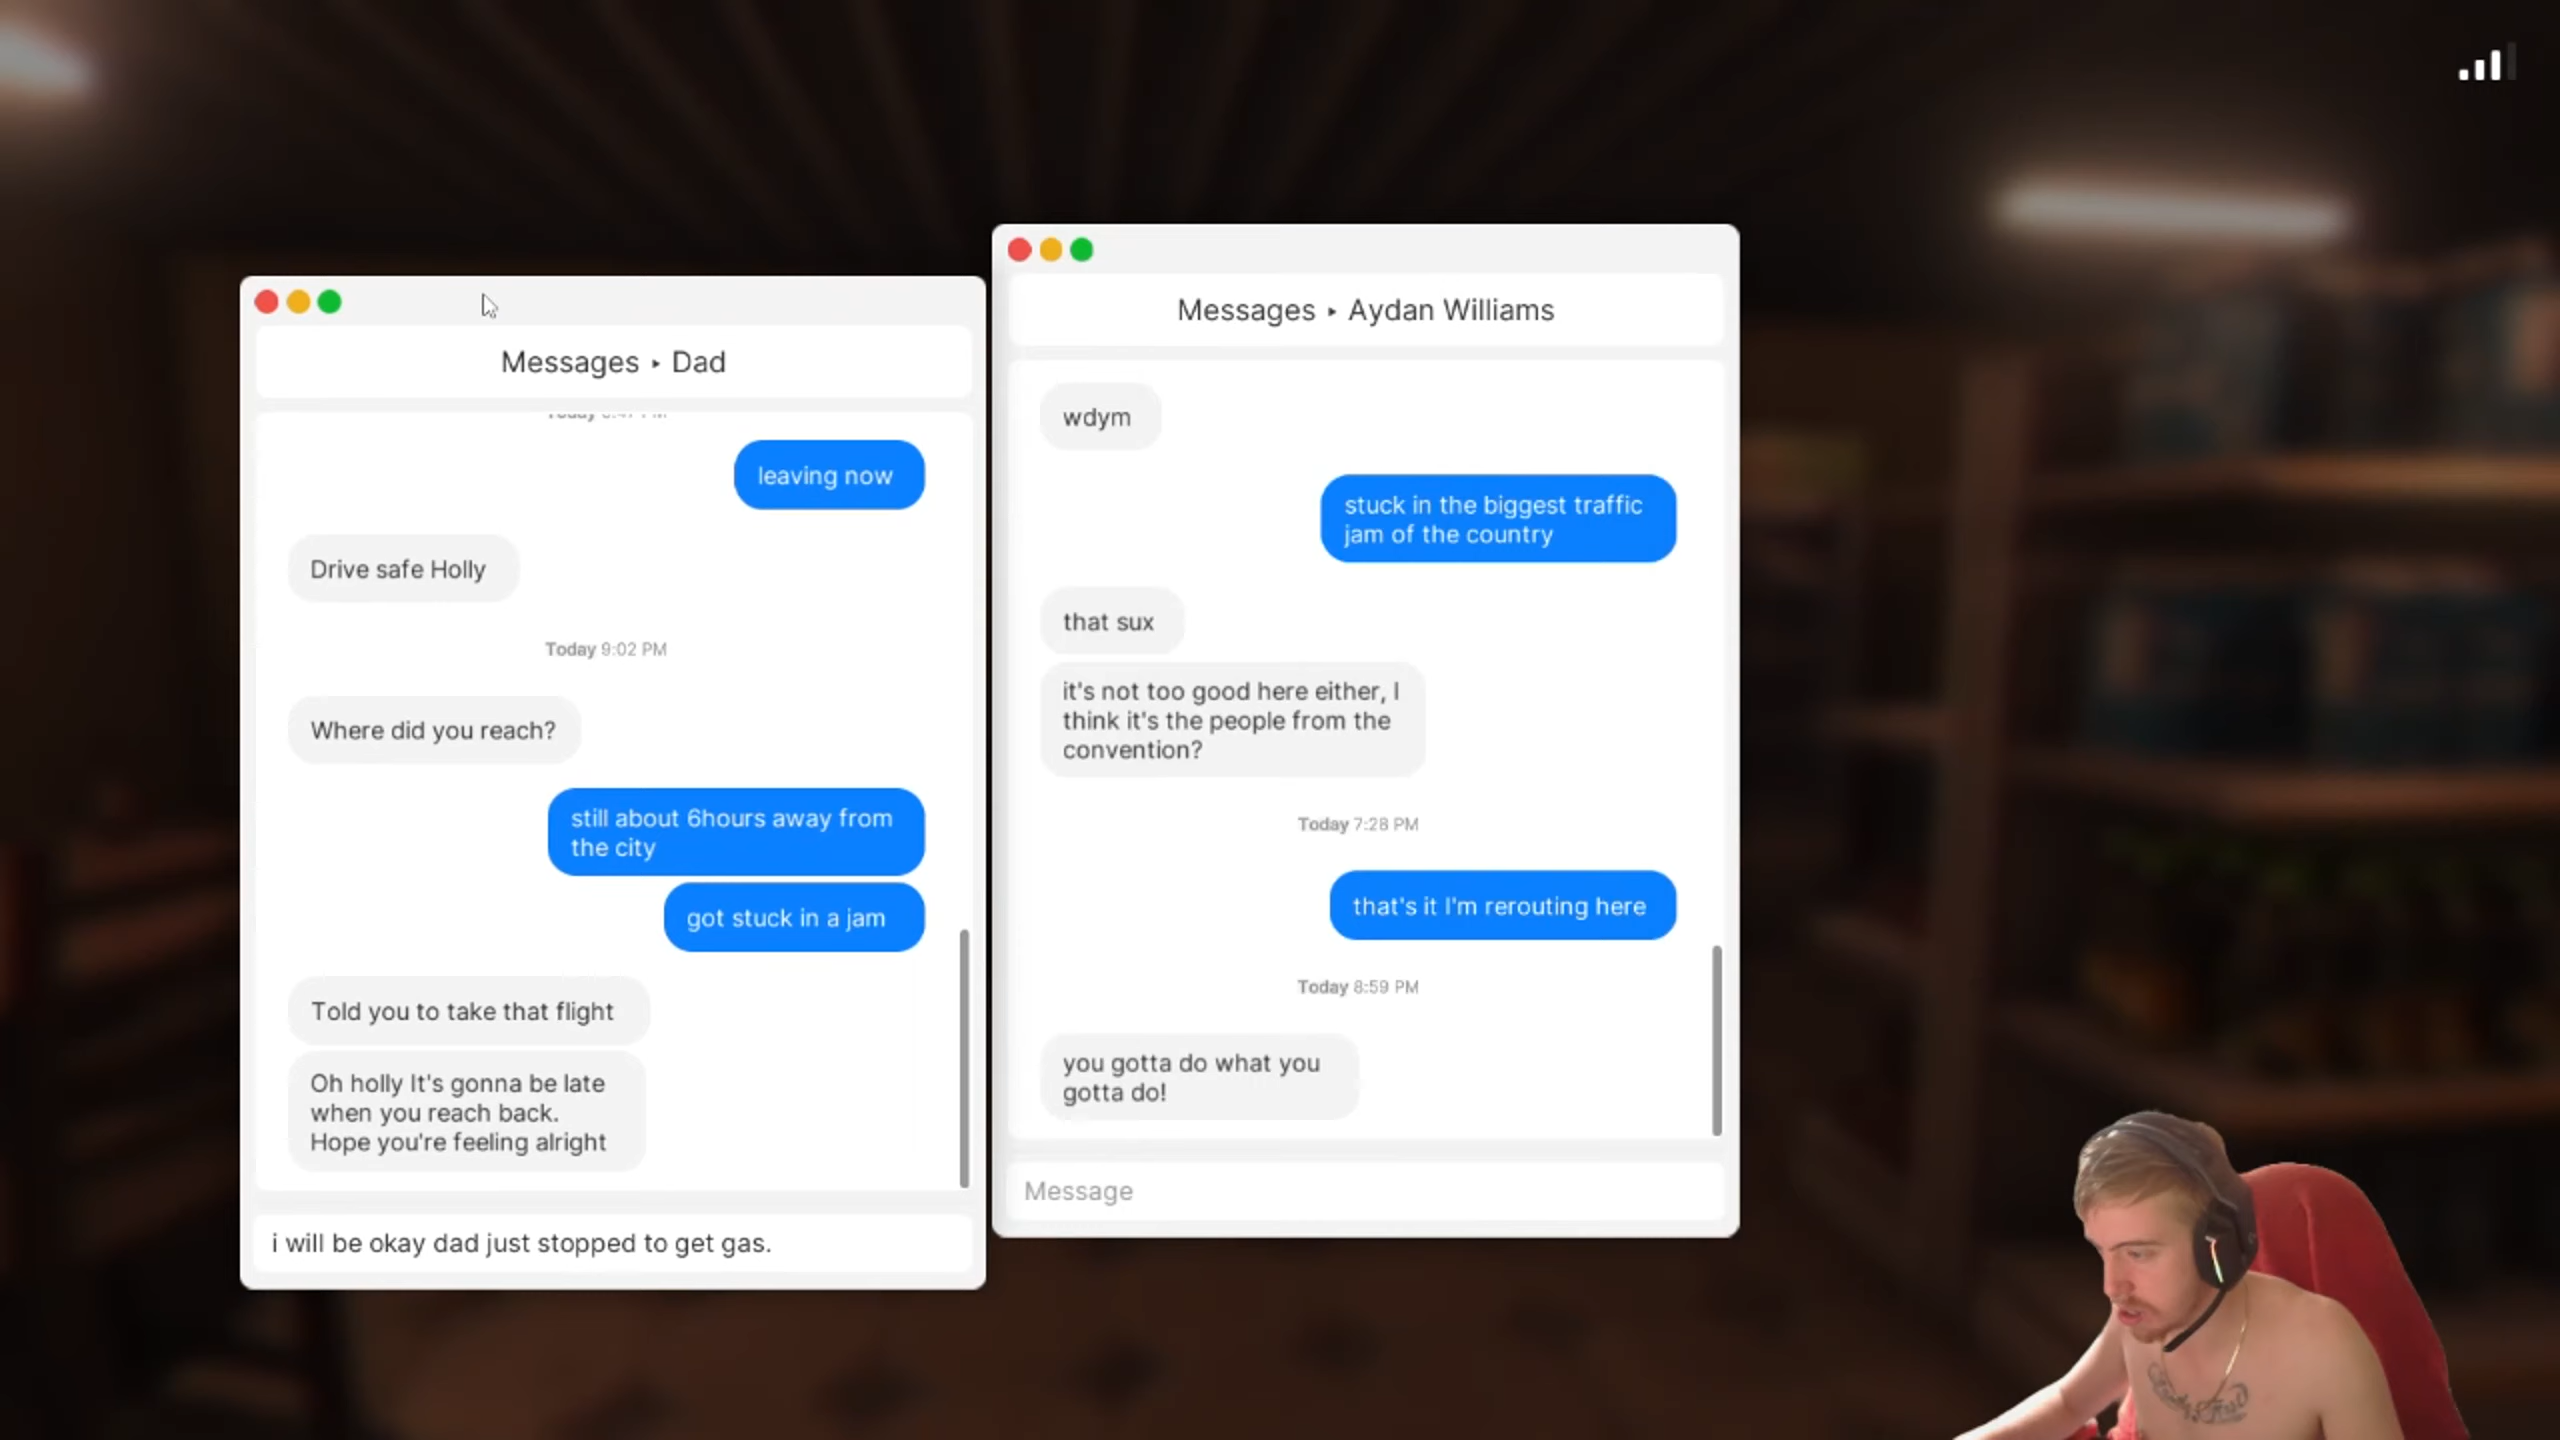 Messages ▸ Dad
leaving now
Drive safe Holly
Today 9:02 PM
Where did you reach?
still about 6hours away from
the city
got stuck in a jam
Told you to take that flight
Oh holly It's gonna be late
when you reach back.
Hope you're feeling alright
i will be okay dad just stopped to get gas.
Messages ▸ Aydan Williams
wdym
stuck in the biggest traffic
jam of the country
that sux
it's not too good here either, I
think it's the people from the
convention?
Today 7:28 PM
that's it I'm rerouting here
Today 8:59 PM
you gotta do what you
gotta do!
Message